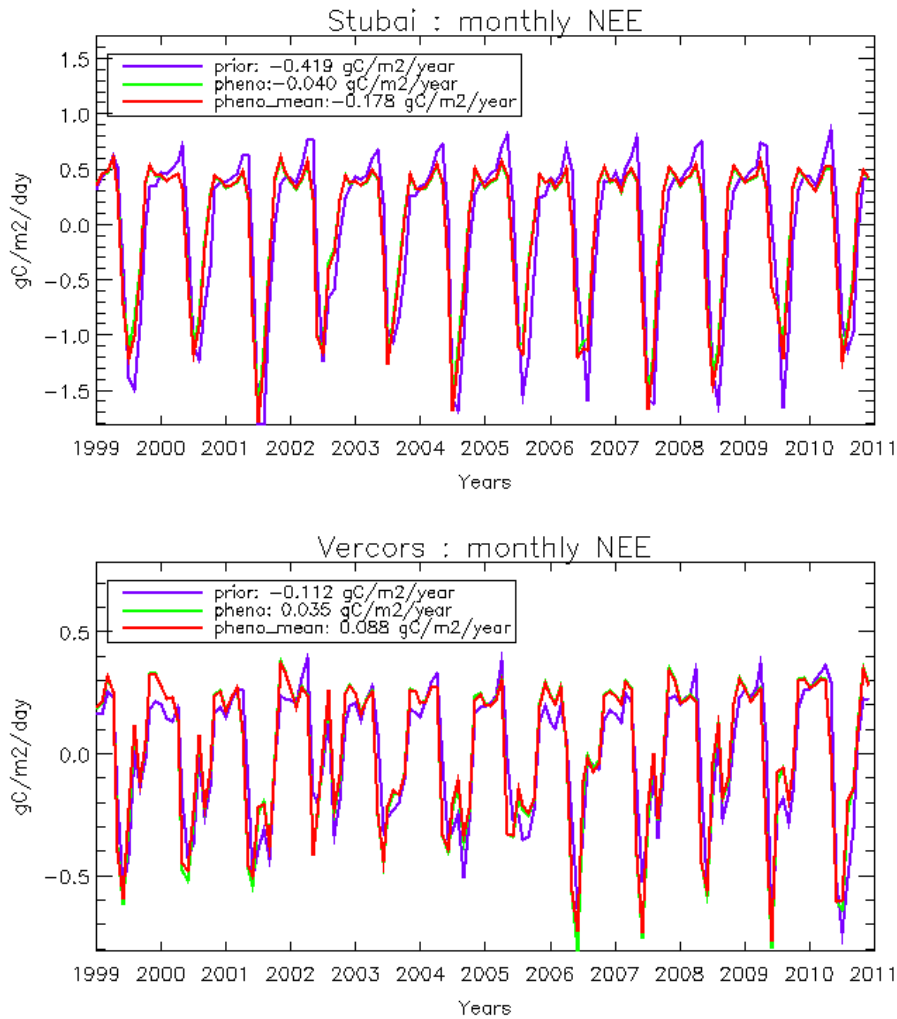 Stubai : monthly NEE
1.5
1.0
0.5
0.0
−0.5
−1.0
−1.5
gC/m2/day
prior: −0.419 gC/m2/year
pheno:−0.040 gC/m2/year
pheno_mean:−0.178 gC/m2/year
1999 2000 2001 2002 2003 2004 2005 2006 2007 2008 2009 2010 2011
Years
Vercors : monthly NEE
0.5
0.0
−0.5
gC/m2/day
prior: −0.112 gC/m2/year
pheno: 0.035 gC/m2/year
pheno_mean: 0.088 gC/m2/year
1999 2000 2001 2002 2003 2004 2005 2006 2007 2008 2009 2010 2011
Years